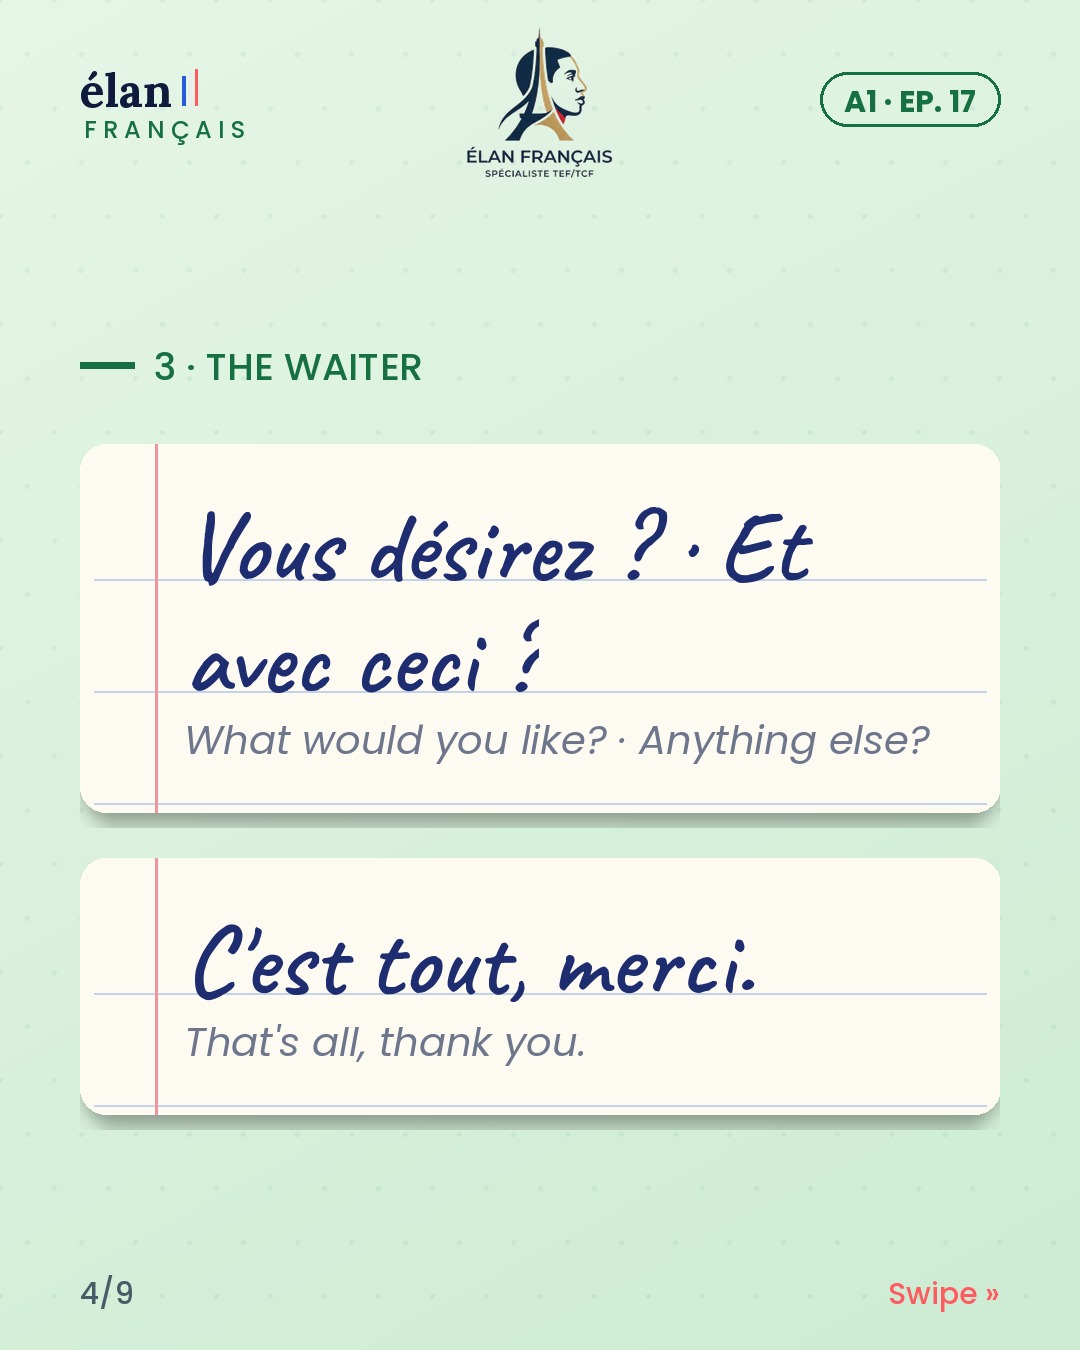 élan
FRANÇAIS
ÉLAN FRANÇAIS
SPÉCIALISTE TEF/TCF
A1 · EP. 17
3 · THE WAITER
Vous désirez ? · Et
avec ceci ?
What would you like? · Anything else?
C'est tout, merci.
That's all, thank you.
4/9
Swipe »